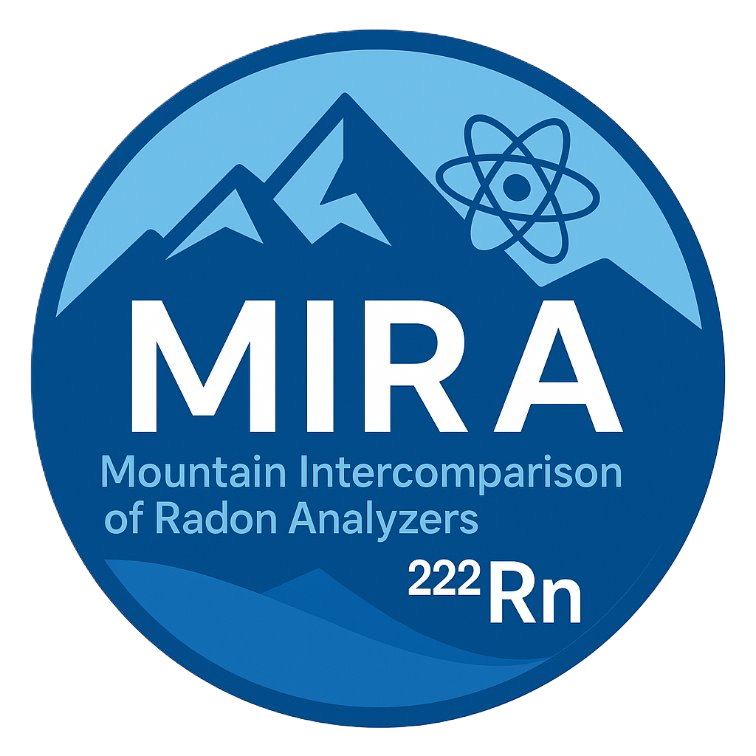 MIRA
Mountain Intercomparison
of Radon Analyzers
²²²Rn